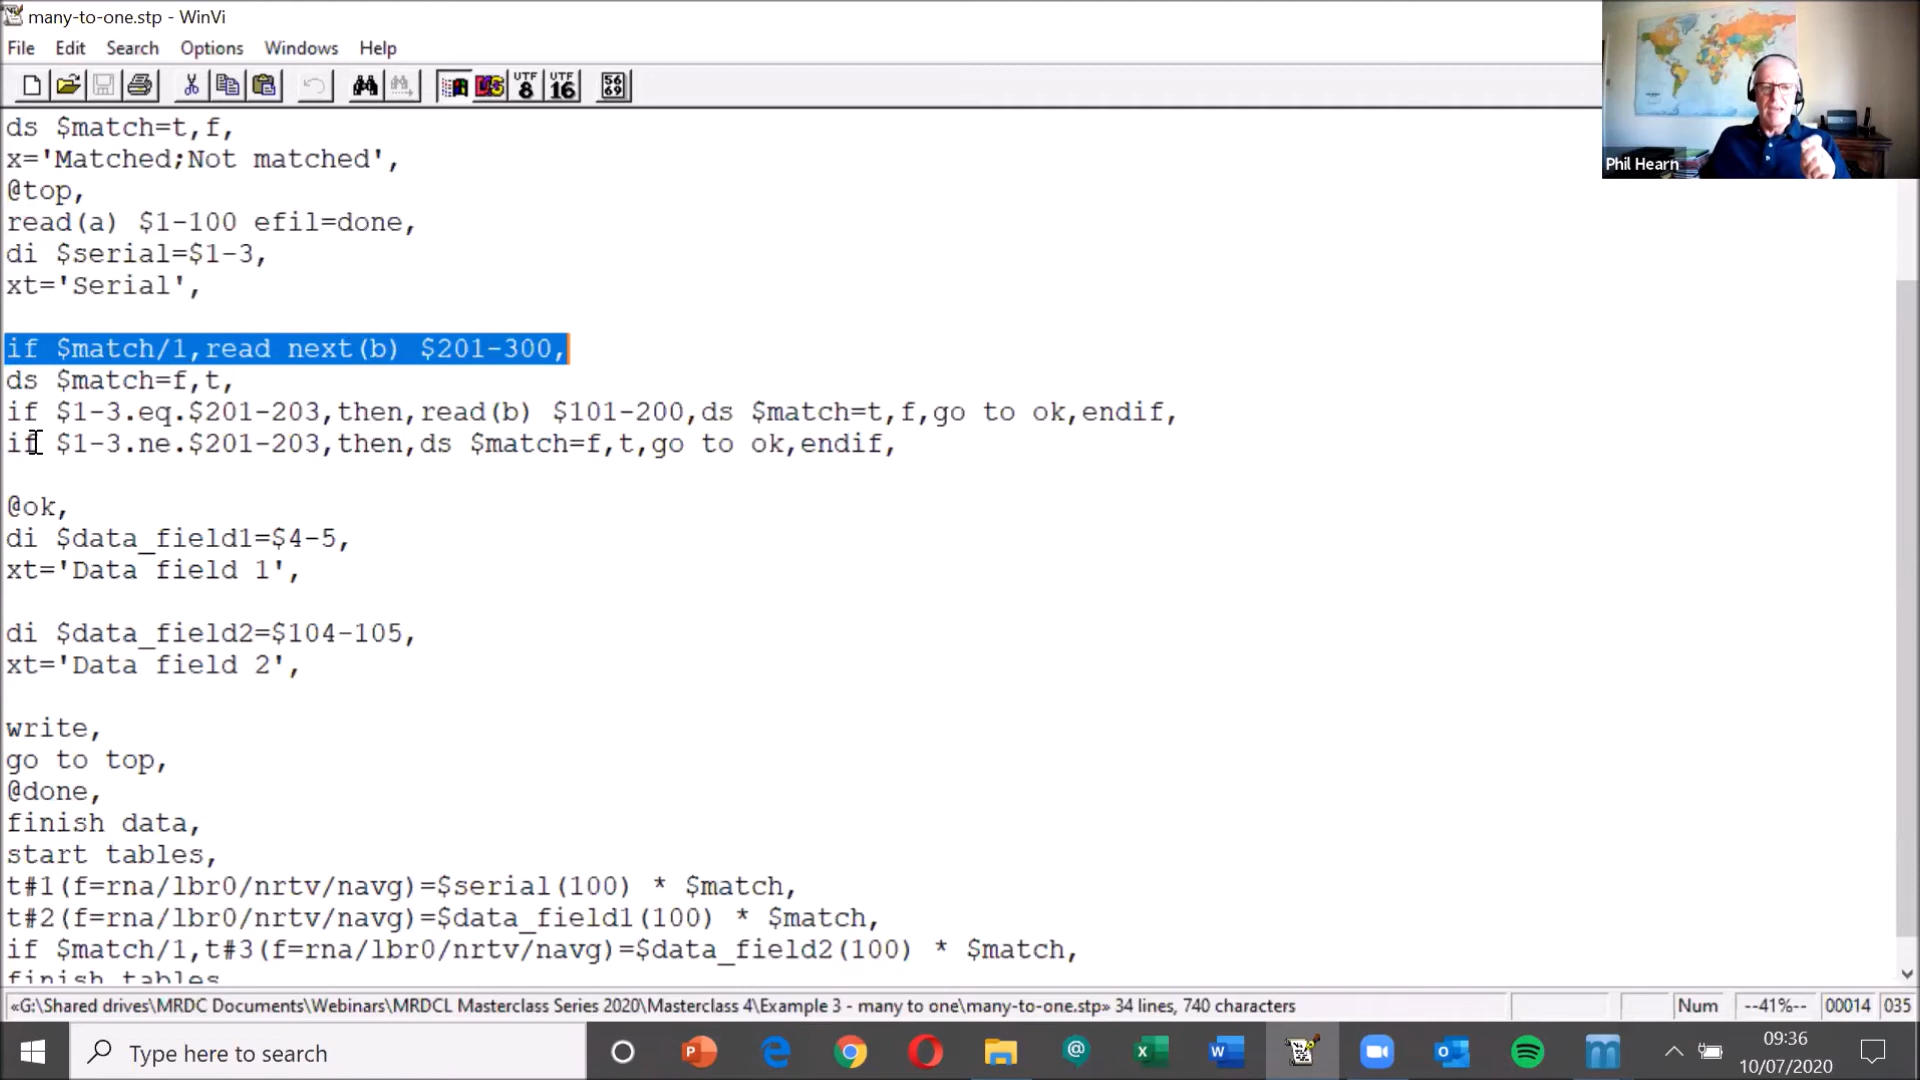 many-to-one.stp - WinVi
File Edit Search Options Windows Help
UTF 8 UTF 16 56 69
ds $match=t,f,
x='Matched;Not matched',
@top,
read(a) $1-100 efil=done,
di $serial=$1-3,
xt='Serial',
if $match/1,read next(b) $201-300,
ds $match=f,t,
if $1-3.eq.$201-203,then,read(b) $101-200,ds $match=t,f,go to ok,endif,
if $1-3.ne.$201-203,then,ds $match=f,t,go to ok,endif,
@ok,
di $data_field1=$4-5,
xt='Data field 1',
di $data_field2=$104-105,
xt='Data field 2',
write,
go to top,
@done,
finish data,
start tables,
t#1(f=rna/lbr0/nrtv/navg)=$serial(100) * $match,
t#2(f=rna/lbr0/nrtv/navg)=$data_field1(100) * $match,
if $match/1,t#3(f=rna/lbr0/nrtv/navg)=$data_field2(100) * $match,
finish tables
«G:\Shared drives\MRDC Documents\Webinars\MRDCL Masterclass Series 2020\Masterclass 4\Example 3 - many to one\many-to-one.stp» 34 lines, 740 characters
Num --41%-- 00014 035
Phil Hearn
Type here to search
09:36
10/07/2020